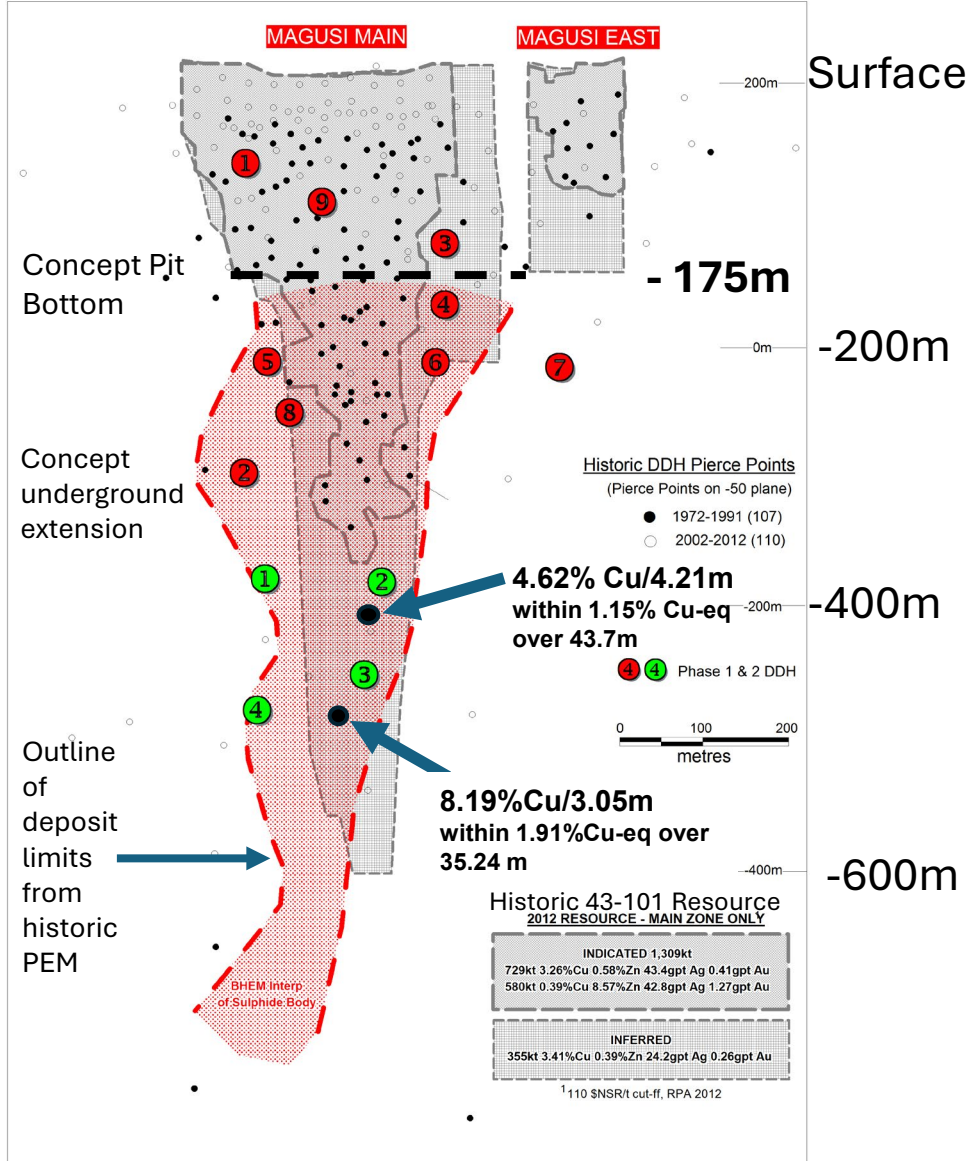 MAGUSI MAIN
MAGUSI EAST
200m
Surface
1
9
3
Concept Pit
Bottom
- 175m
4
0m
-200m
5
6
7
8
2
Concept
underground
extension
Historic DDH Pierce Points
(Pierce Points on -50 plane)
1972-1991 (107)
2002-2012 (110)
1
2
4.62% Cu/4.21m
within 1.15% Cu-eq
over 43.7m
-200m
-400m
3
4
4 4 Phase 1 & 2 DDH
0 100 200
metres
Outline
of
deposit
limits
from
historic
PEM
8.19%Cu/3.05m
within 1.91%Cu-eq over
35.24 m
-400m
-600m
Historic 43-101 Resource
2012 RESOURCE - MAIN ZONE ONLY
INDICATED 1,309kt
729kt 3.26%Cu 0.58%Zn 43.4gpt Ag 0.41gpt Au
580kt 0.39%Cu 8.57%Zn 42.8gpt Ag 1.27gpt Au
BHEM Interp
of Sulphide Body
INFERRED
355kt 3.41%Cu 0.39%Zn 24.2gpt Ag 0.26gpt Au
1 110 $NSR/t cut-ff, RPA 2012